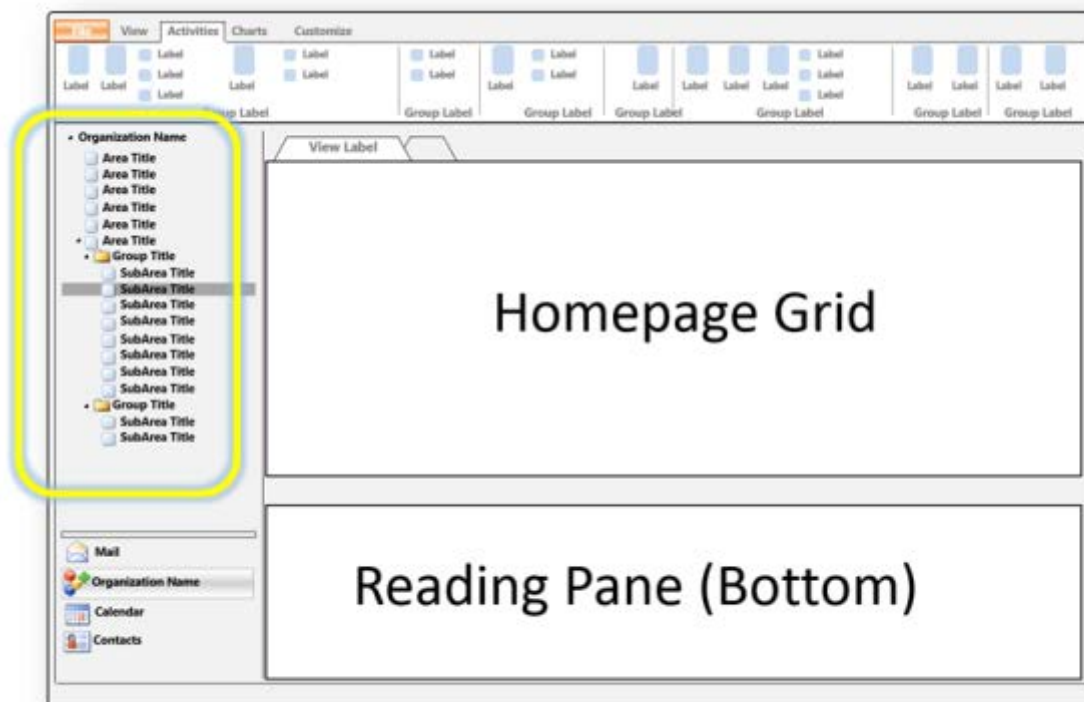 File View Activities Charts Customize
Label Label Label Label
Label Label Label Label
Label Label Label Label Label Label Label Label Label Label Label Label Label
Label Label
Group Label Group Label Group Label Group Label Group Label Group Label Group Label
Organization Name
Area Title
Area Title
Area Title
Area Title
Area Title
Area Title
Group Title
SubArea Title
SubArea Title
SubArea Title
SubArea Title
SubArea Title
SubArea Title
SubArea Title
SubArea Title
Group Title
SubArea Title
SubArea Title
View Label
Homepage Grid
Reading Pane (Bottom)
Mail
Organization Name
Calendar
Contacts